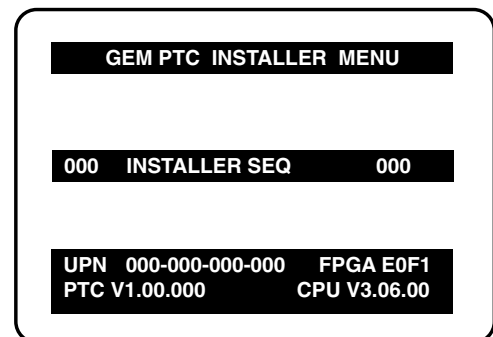 GEM PTC INSTALLER MENU
000 INSTALLER SEQ 000
UPN 000-000-000-000 FPGA E0F1
PTC V1.00.000 CPU V3.06.00